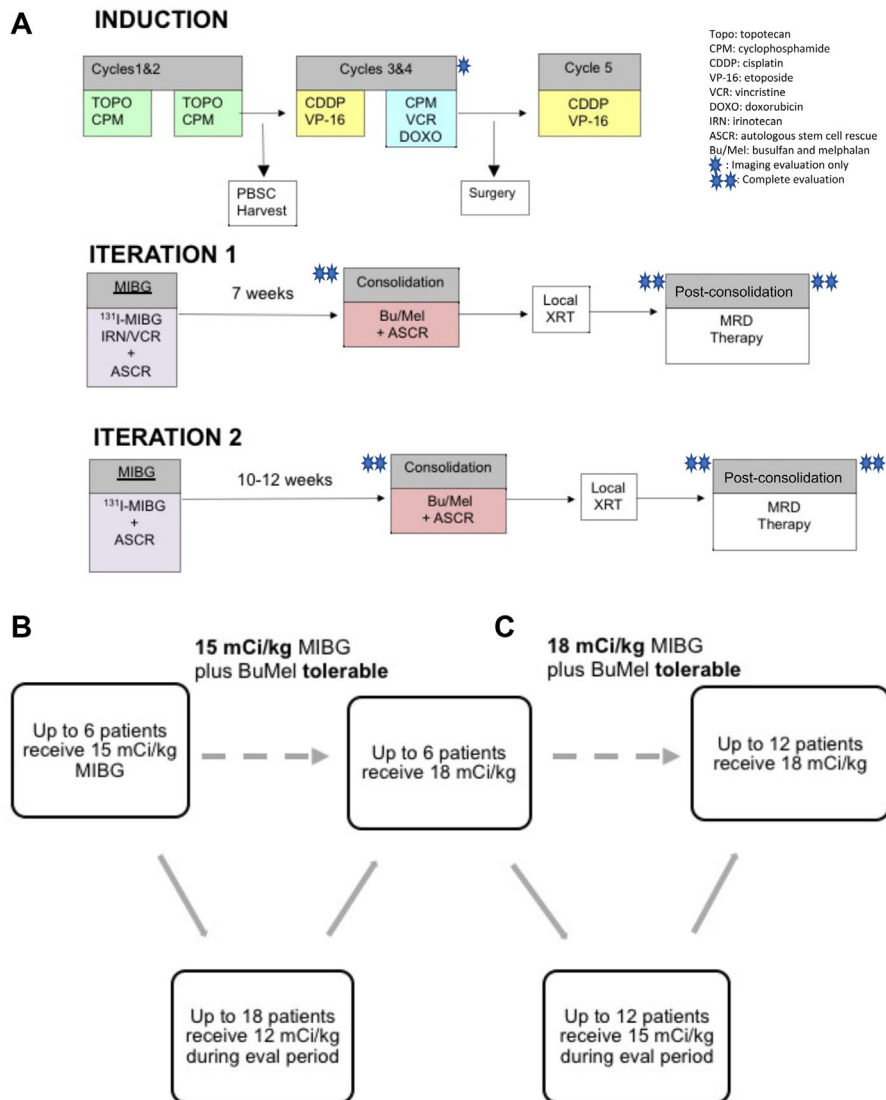 A
INDUCTION
Cycles1&2
TOPO
CPM
TOPO
CPM
Cycles 3&4
CDDP
VP-16
CPM
VCR
DOXO
Cycle 5
CDDP
VP-16
PBSC
Harvest
Surgery
Topo: topotecan
CPM: cyclophosphamide
CDDP: cisplatin
VP-16: etoposide
VCR: vincristine
DOXO: doxorubicin
IRN: irinotecan
ASCR: autologous stem cell rescue
Bu/Mel: busulfan and melphalan
: Imaging evaluation only
: Complete evaluation
ITERATION 1
MIBG
¹³¹I-MIBG
IRN/VCR
+
ASCR
7 weeks
Consolidation
Bu/Mel
+ ASCR
Local
XRT
Post-consolidation
MRD
Therapy
ITERATION 2
MIBG
¹³¹I-MIBG
+
ASCR
10-12 weeks
Consolidation
Bu/Mel
+ ASCR
Local
XRT
Post-consolidation
MRD
Therapy
B
15 mCi/kg MIBG
plus BuMel tolerable
Up to 6 patients
receive 15 mCi/kg
MIBG
Up to 6 patients
receive 18 mCi/kg
Up to 18 patients
receive 12 mCi/kg
during eval period
C
18 mCi/kg MIBG
plus BuMel tolerable
Up to 12 patients
receive 18 mCi/kg
Up to 12 patients
receive 15 mCi/kg
during eval period